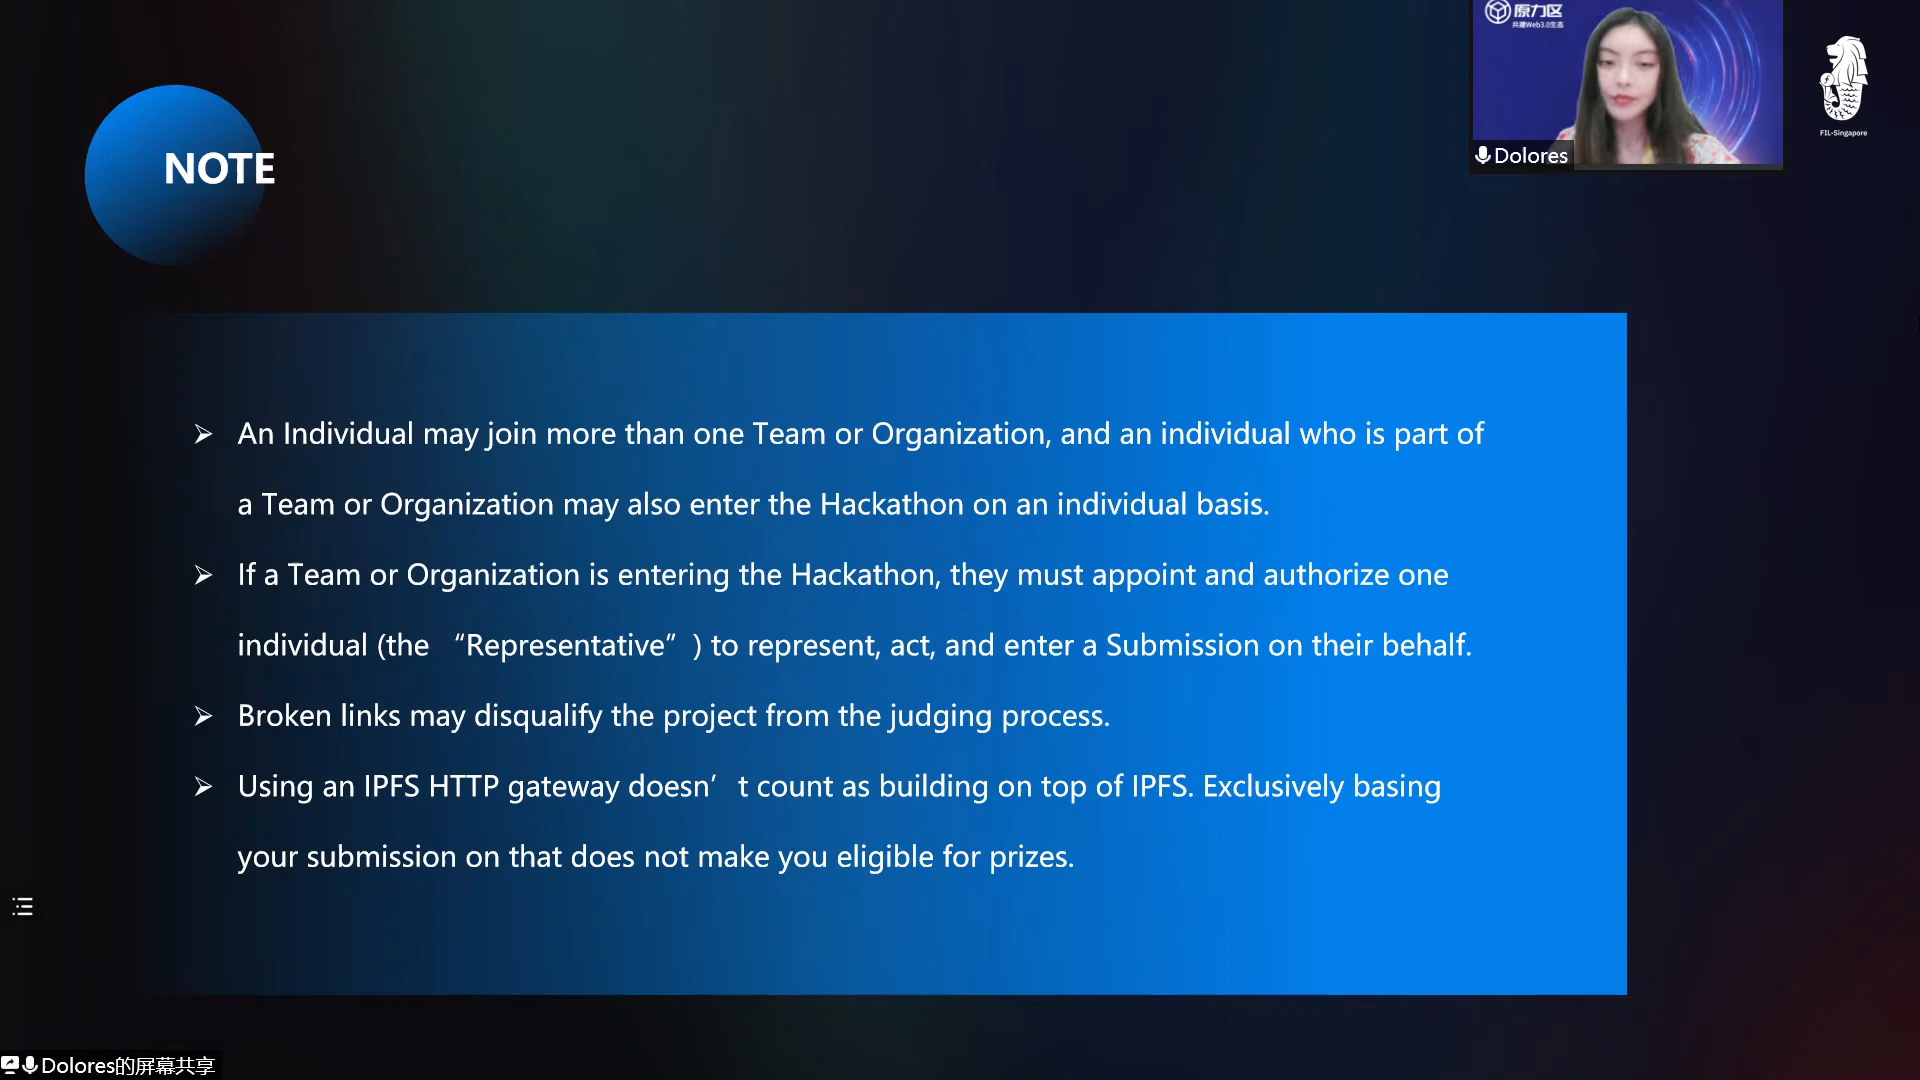 原力区
共建Web3.0生态
Dolores
FIL-Singapore
NOTE
An Individual may join more than one Team or Organization, and an individual who is part of
a Team or Organization may also enter the Hackathon on an individual basis.
If a Team or Organization is entering the Hackathon, they must appoint and authorize one
individual (the “Representative”) to represent, act, and enter a Submission on their behalf.
Broken links may disqualify the project from the judging process.
Using an IPFS HTTP gateway doesn’t count as building on top of IPFS. Exclusively basing
your submission on that does not make you eligible for prizes.
Dolores的屏幕共享